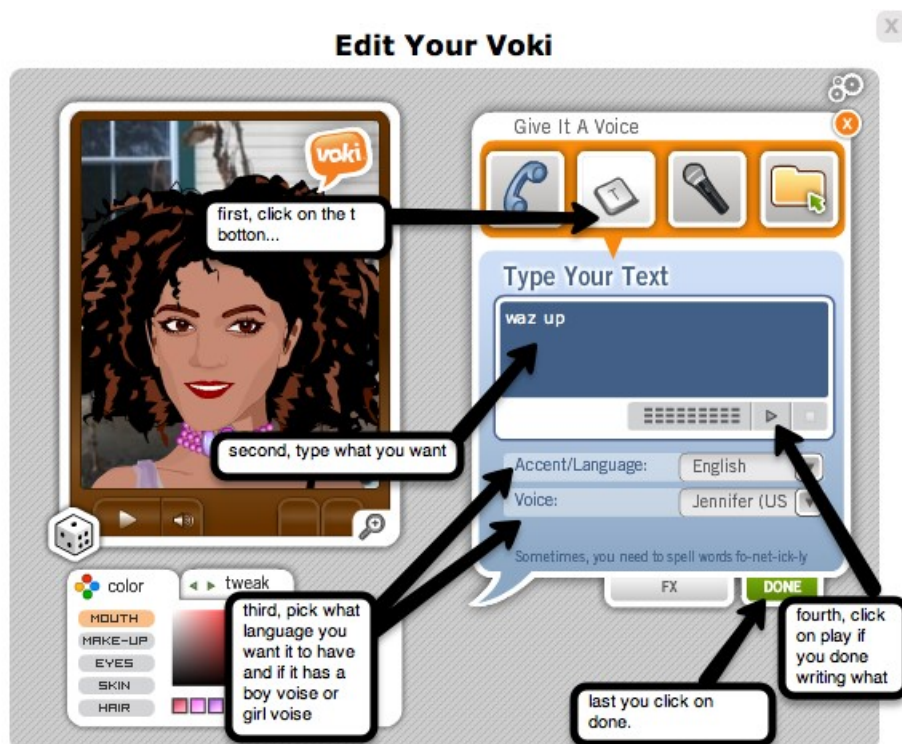 X
Edit Your Voki
Give It A Voice
X
voki
T
first, click on the t
botton...
Type Your Text
waz up
second, type what you want
Accent/Language:
English
Voice:
Jennifer (US
Sometimes, you need to spell words fo-net-ick-ly
FX
DONE
color
tweak
MOUTH
MAKE-UP
EYES
SKIN
HAIR
third, pick what
language you
want it to have
and if it has a
boy voise or
girl voise
fourth, click
on play if
you done
writing what
last you click on
done.